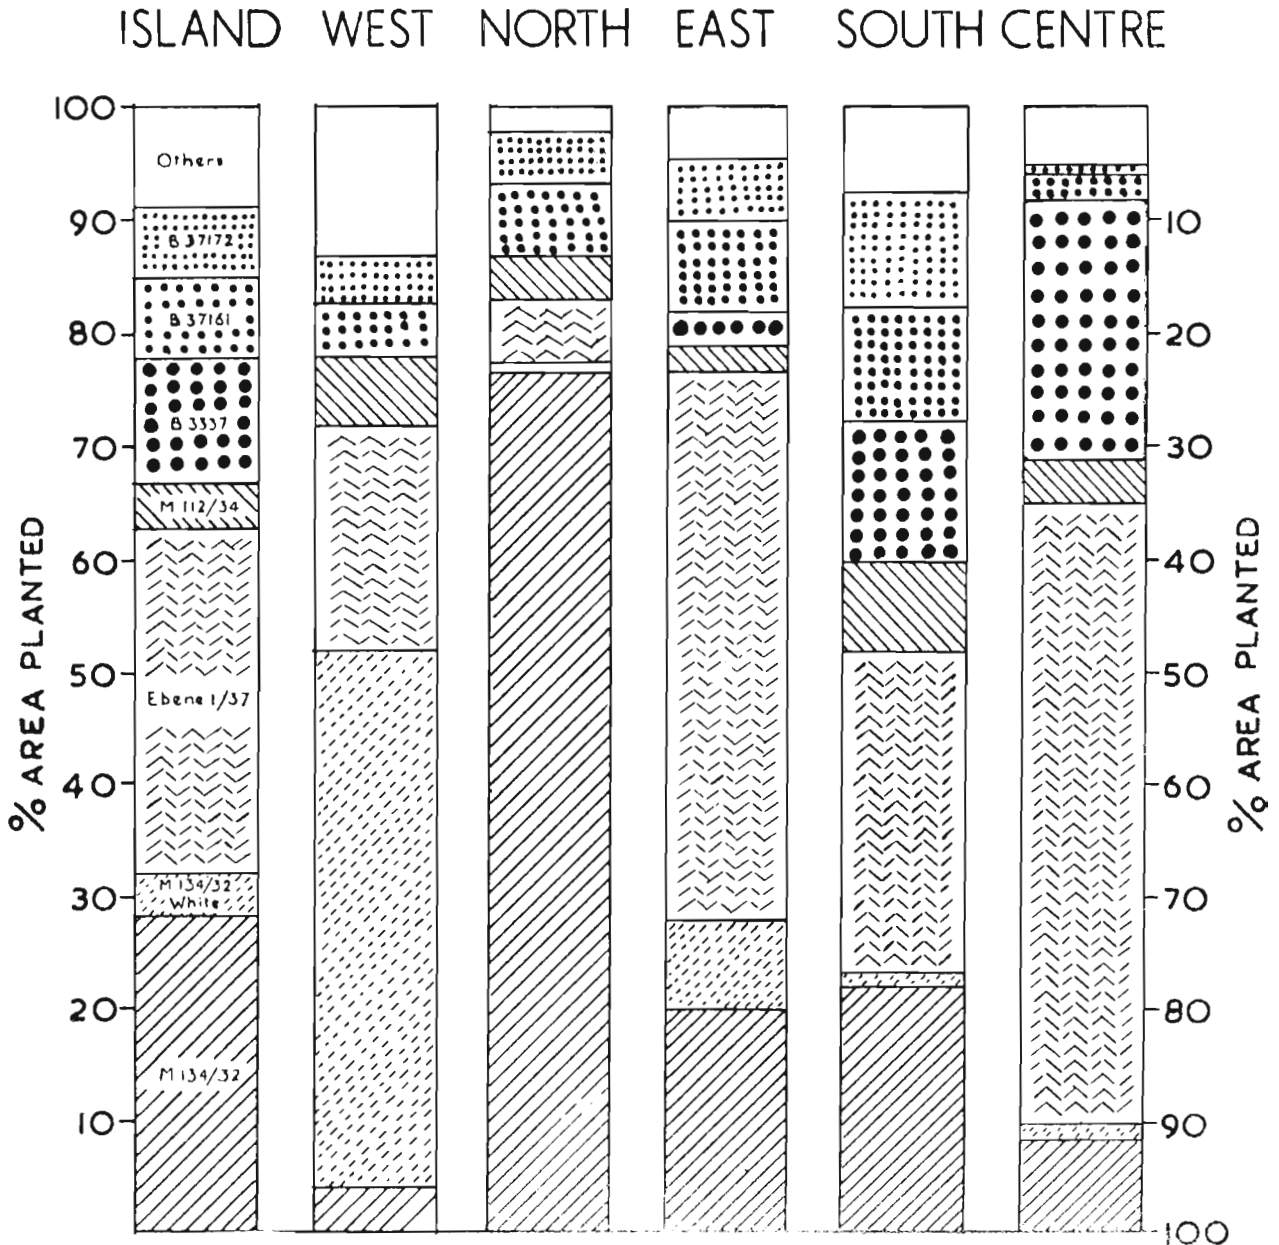 ISLAND WEST NORTH EAST SOUTH CENTRE
100
90
80
70
60
50
40
30
20
10
% AREA PLANTED
Others
B 37172
B 37161
B 3337
M 112/34
Ebene 1/37
M 134/32
White
M 134/32
10
20
30
40
50
60
70
80
90
100
% AREA PLANTED